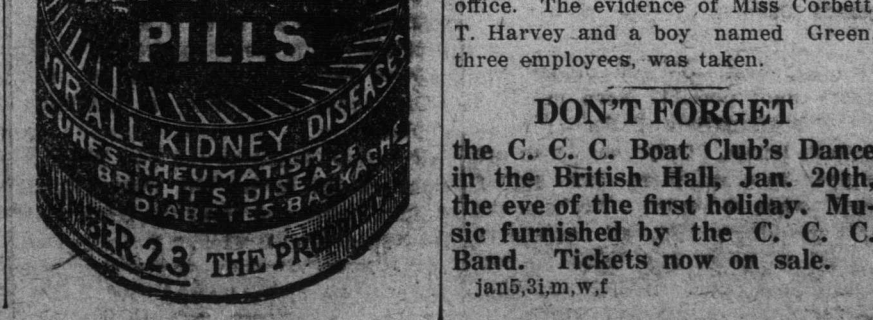 PILLS
FOR ALL KIDNEY DISEASES
CURES RHEUMATISM
BRIGHT'S DISEASE
DIABETES BACKACHE
23 THE
office. The evidence of Miss Corbett
T. Harvey and a boy named Green
three employees, was taken.
DON'T FORGET
the C. C. C. Boat Club's Dance
in the British Hall, Jan. 20th,
the eve of the first holiday. Mu-
sic furnished by the C. C. C.
Band. Tickets now on sale.
jan5,3i,m,w,f